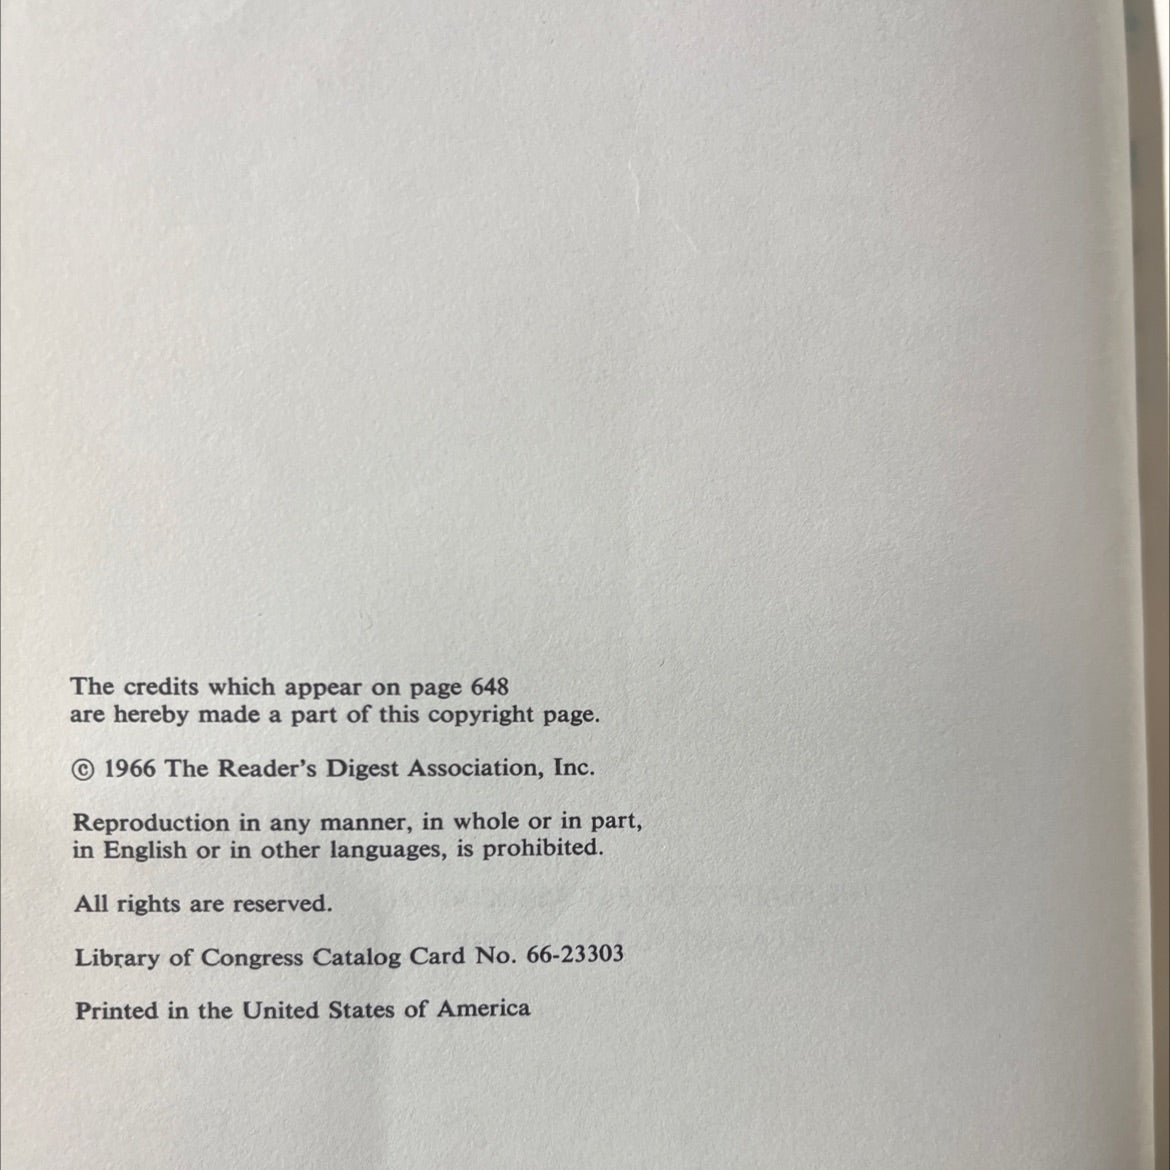 The credits which appear on page 648
are hereby made a part of this copyright page.
© 1966 The Reader's Digest Association, Inc.
Reproduction in any manner, in whole or in part,
in English or in other languages, is prohibited.
All rights are reserved.
Library of Congress Catalog Card No. 66-23303
Printed in the United States of America